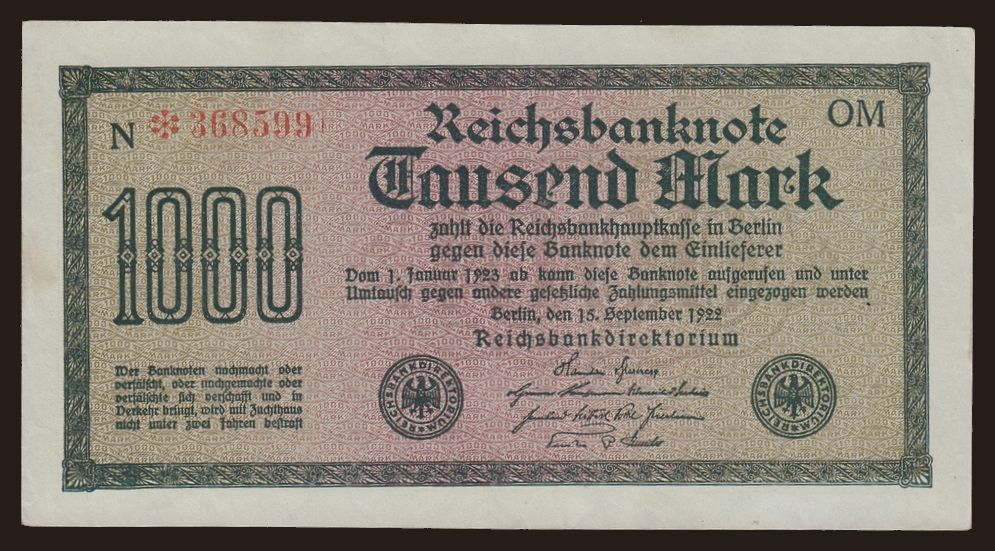 N ✻ 368599
OM
Reichsbanknote
Tausend Mark
1000
zahlt die Reichsbankhauptkasse in Berlin
gegen diese Banknote dem Einlieferer
Vom 1. Januar 1923 ab kann diese Banknote aufgerufen und unter
Umtausch gegen andere gesetzliche Zahlungsmittel eingezogen werden
Berlin, den 15. September 1922
Reichsbankdirektorium
Wer Banknoten nachmacht oder
verfälscht, oder nachgemachte oder
verfälschte sich verschafft und in
Verkehr bringt, wird mit Zuchthaus
nicht unter zwei Jahren bestraft
REICHSBANKDIREKTORIUM
REICHSBANKDIREKTORIUM